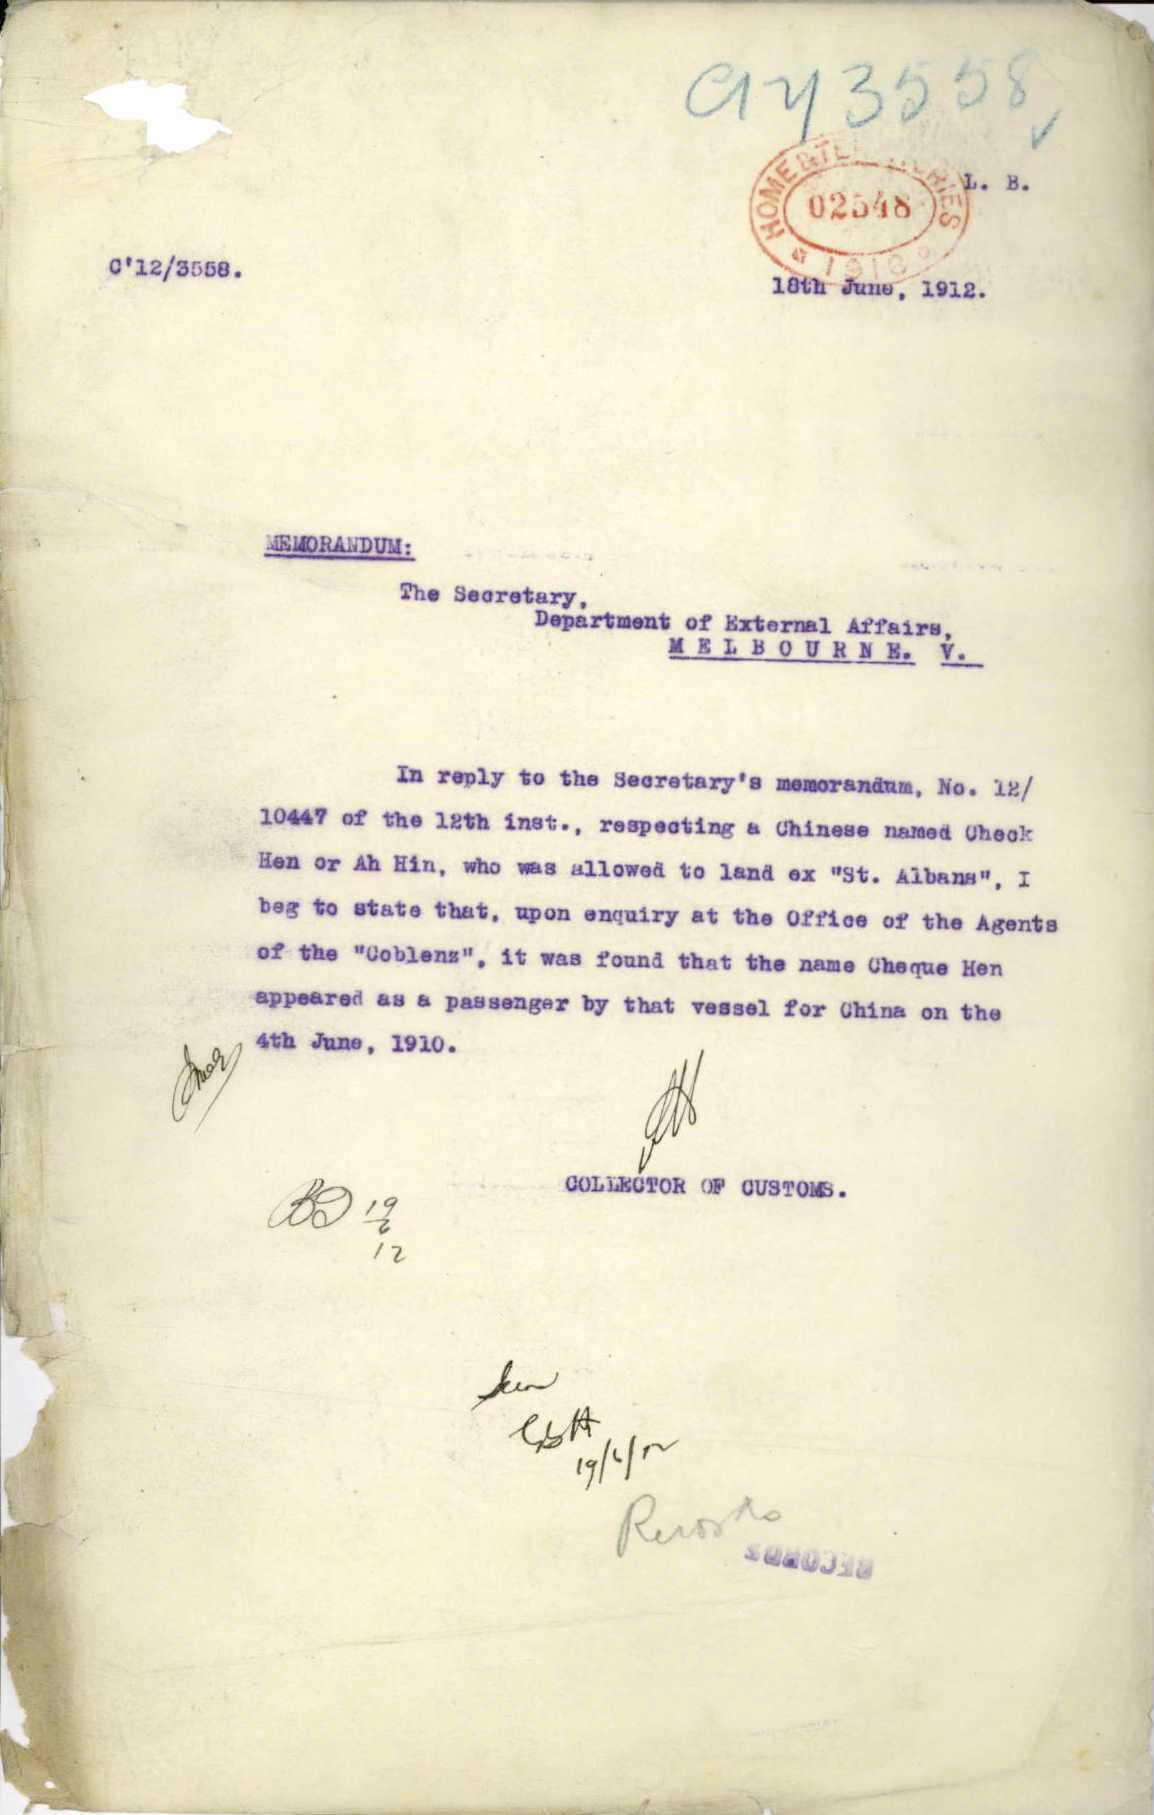 3558
HOME & TERRITORIES
02548
L. B.
C'12/3558.
18th June, 1912.
MEMORANDUM:
The Secretary,
Department of External Affairs,
MELBOURNE. V.
In reply to the Secretary's memorandum, No. 12/
10447 of the 12th inst., respecting a Chinese named Check
Hen or Ah Hin, who was allowed to land ex "St. Albans", I
beg to state that, upon enquiry at the Office of the Agents
of the "Coblenz", it was found that the name Cheque Hen
appeared as a passenger by that vessel for China on the
4th June, 1910.
COLLECTOR OF CUSTOMS.
19
6
12
19/6/12
Records
RECORDS